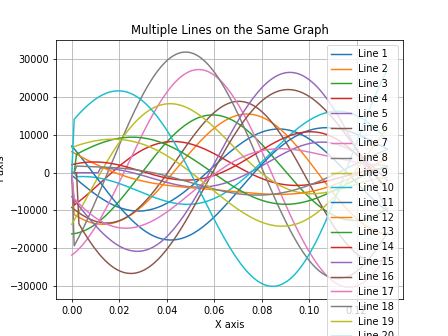 Multiple Lines on the Same Graph
30000
20000
10000
0
−10000
−20000
−30000
0.00 0.02 0.04 0.06 0.08 0.10
X axis
Line 1
Line 2
Line 3
Line 4
Line 5
Line 6
Line 7
Line 8
Line 9
Line 10
Line 11
Line 12
Line 13
Line 14
Line 15
Line 16
Line 17
Line 18
Line 19
Line 20